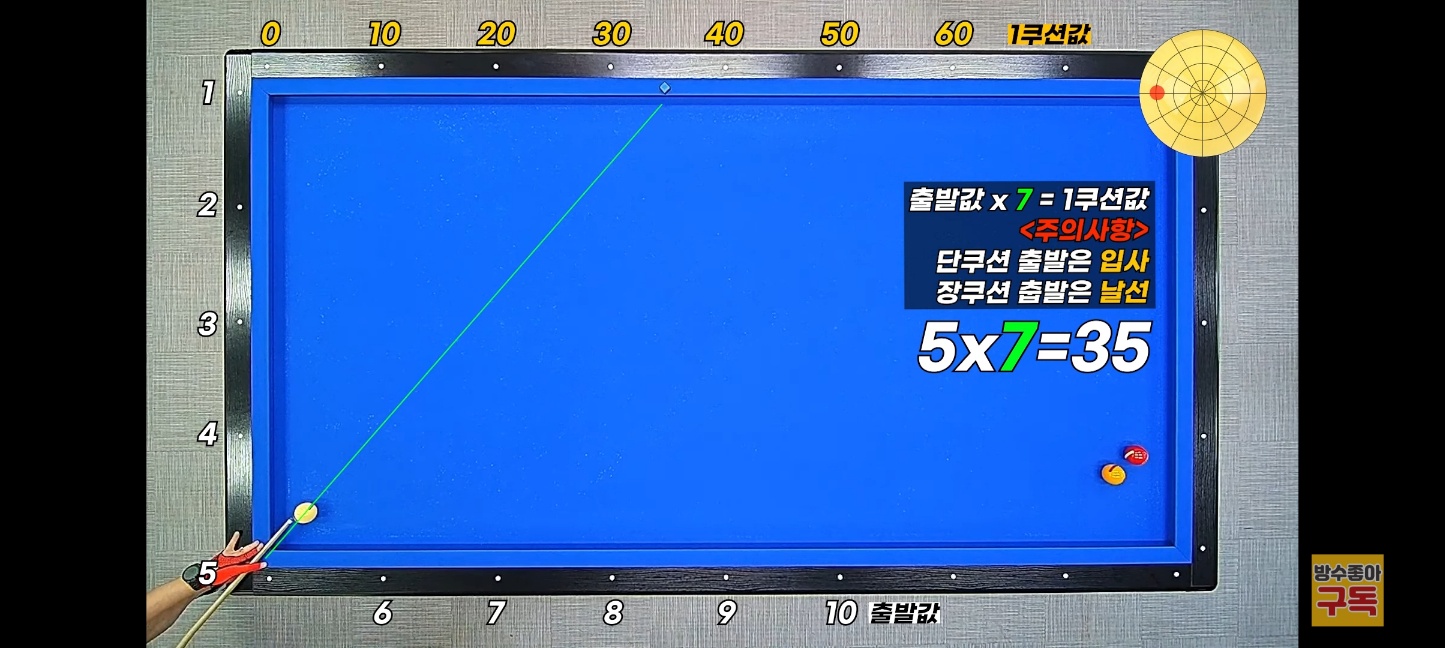 0 10 20 30 40 50 60 1쿠션값
1
2
3
4
5
출발값 x 7 = 1쿠션값
<주의사항>
단쿠션 출발은 입사
장쿠션 츱발은 날선
5x7=35
6 7 8 9 10 출발값
방수좋아
구독